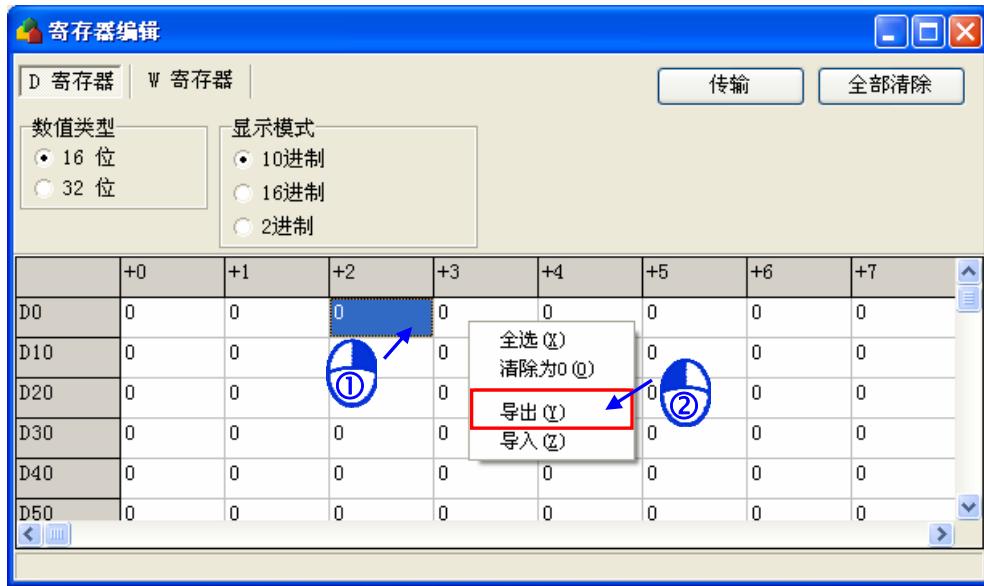 寄存器编辑
D 寄存器 W 寄存器 传输 全部清除
数值类型 显示模式
16 位 10进制
32 位 16进制
2进制
+0 +1 +2 +3 +4 +5 +6 +7
D0 0 0 0 0 0 0 0 0
全选(X)
D10 0 0 0 0 0 0
清除为0(O)
①
D20 0 0 0 0 0 0
②
导出(Y)
D30 0 0 0 0 0 0 0
导入(Z)
D40 0 0 0 0 0 0 0 0
D50 0 0 0 0 0 0 0 0